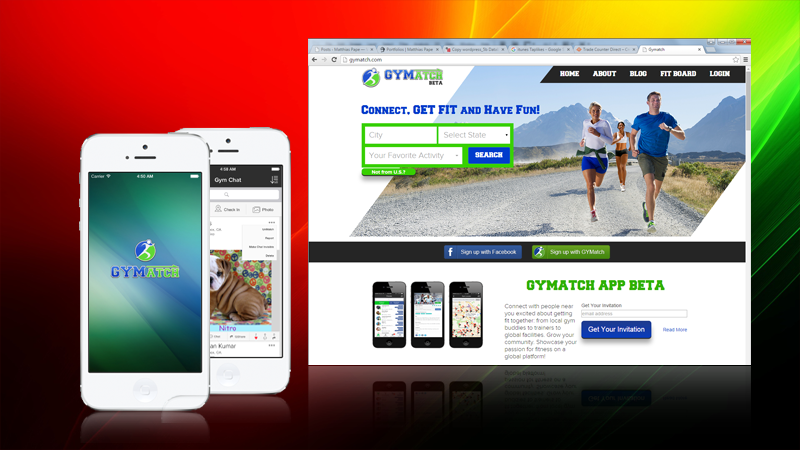 Gymatch
gymatch.com
GYMATCH
BETA
HOME
ABOUT
BLOG
FIT BOARD
LOGIN
CONNECT, GET FIT AND HAVE FUN!
City
Select State
Your Favorite Activity
SEARCH
Not from U.S.?
Sign up with Facebook
Sign up with GYMatch
GYMATCH APP BETA
Connect with people near
you excited about getting
fit together; from local gym
buddies to trainers to
global facilities. Grow your
community. Showcase your
passion for fitness on a
global platform!
Get Your Invitation
email address
Get Your Invitation
Read More
Carrier
4:50 AM
GYMATCH
4:59 AM
Gym Chat
Check In
Photo
Nitro
an Kumar